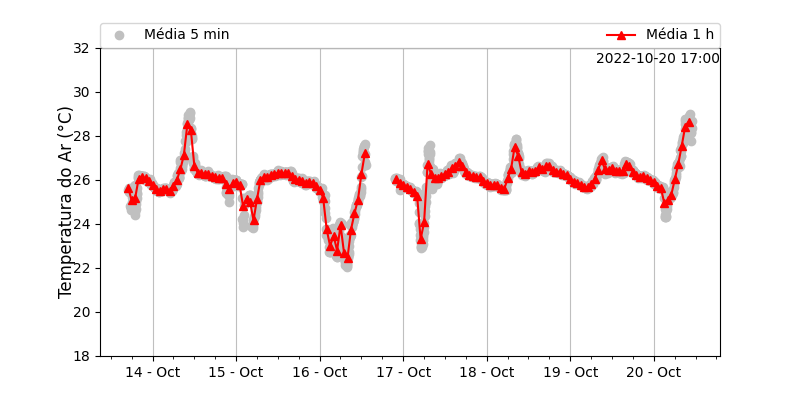 Média 5 min
Média 1 h
2022-10-20 17:00
Temperatura do Ar (°C)
32
30
28
26
24
22
20
18
14 - Oct
15 - Oct
16 - Oct
17 - Oct
18 - Oct
19 - Oct
20 - Oct